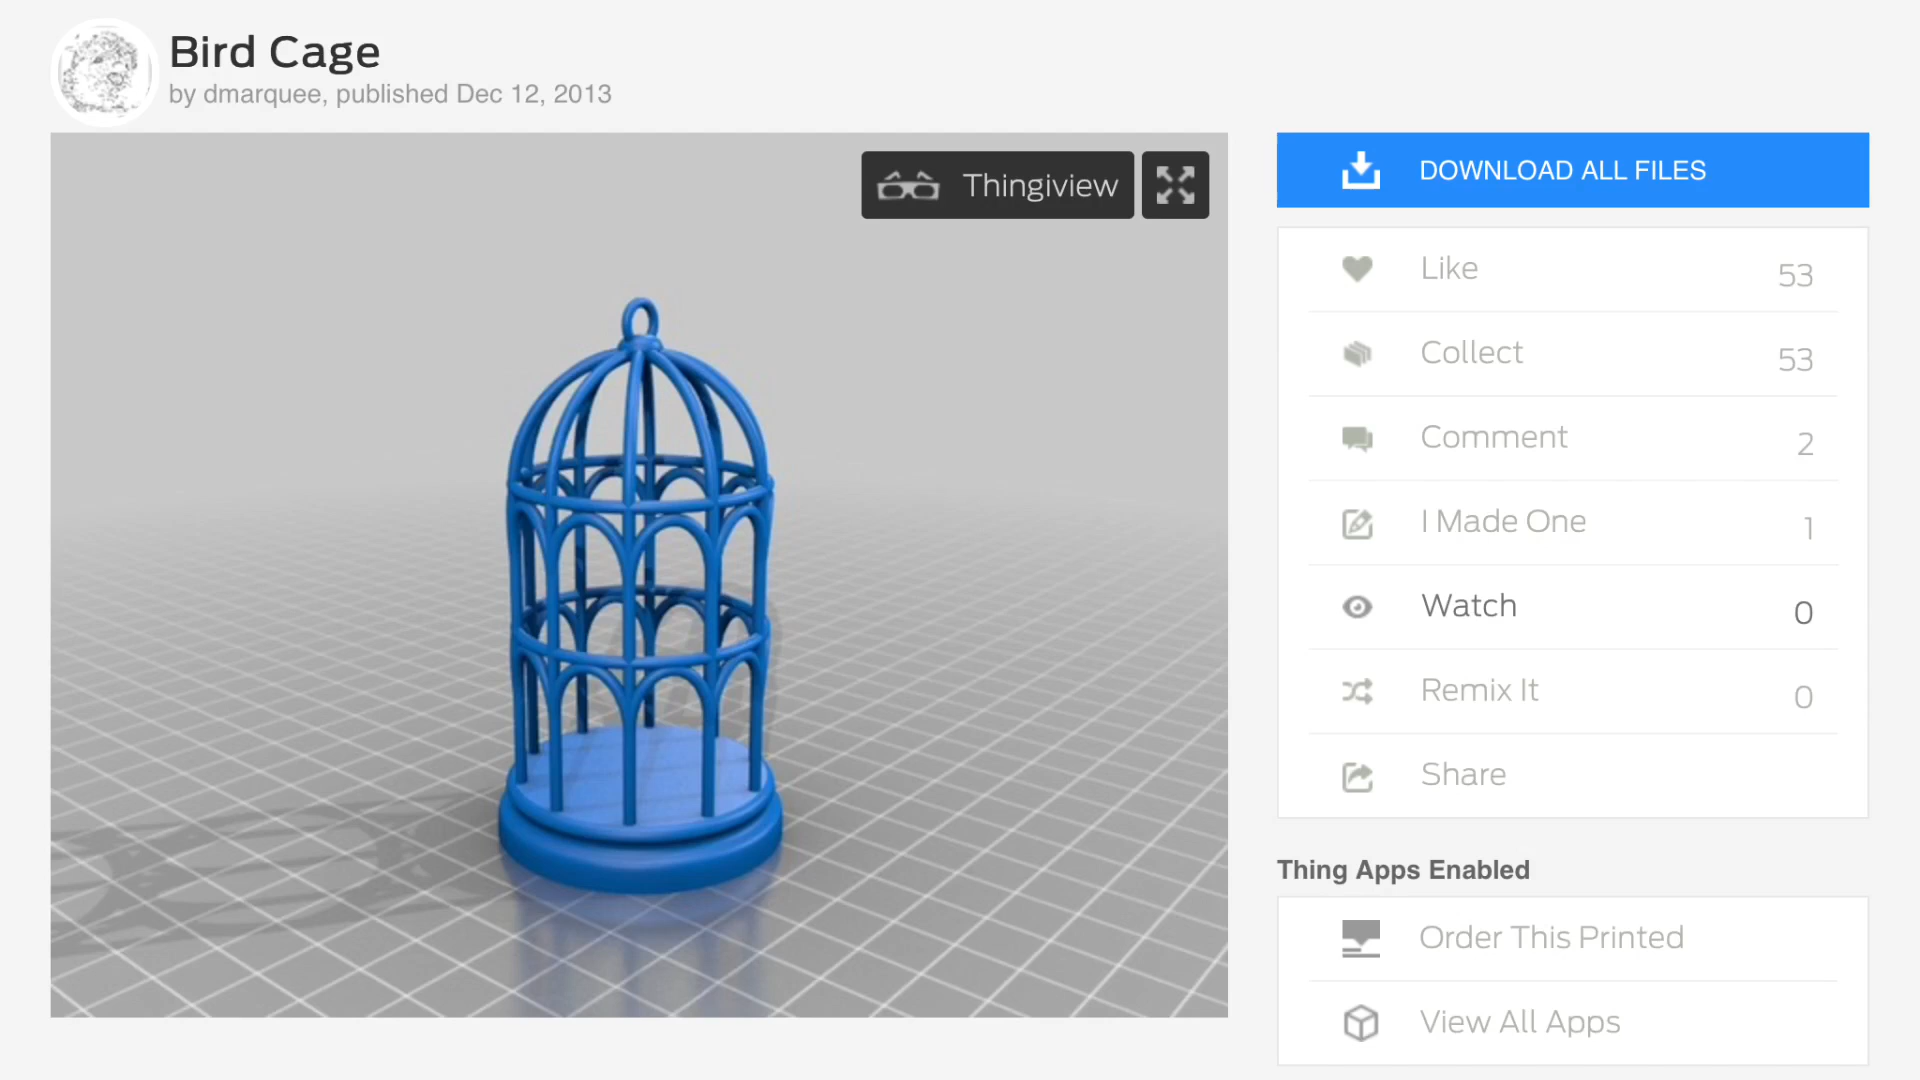 Bird Cage
by dmarquee, published Dec 12, 2013
Thingiview
DOWNLOAD ALL FILES
Like 53
Collect 53
Comment 2
I Made One 1
Watch 0
Remix It 0
Share
Thing Apps Enabled
Order This Printed
View All Apps